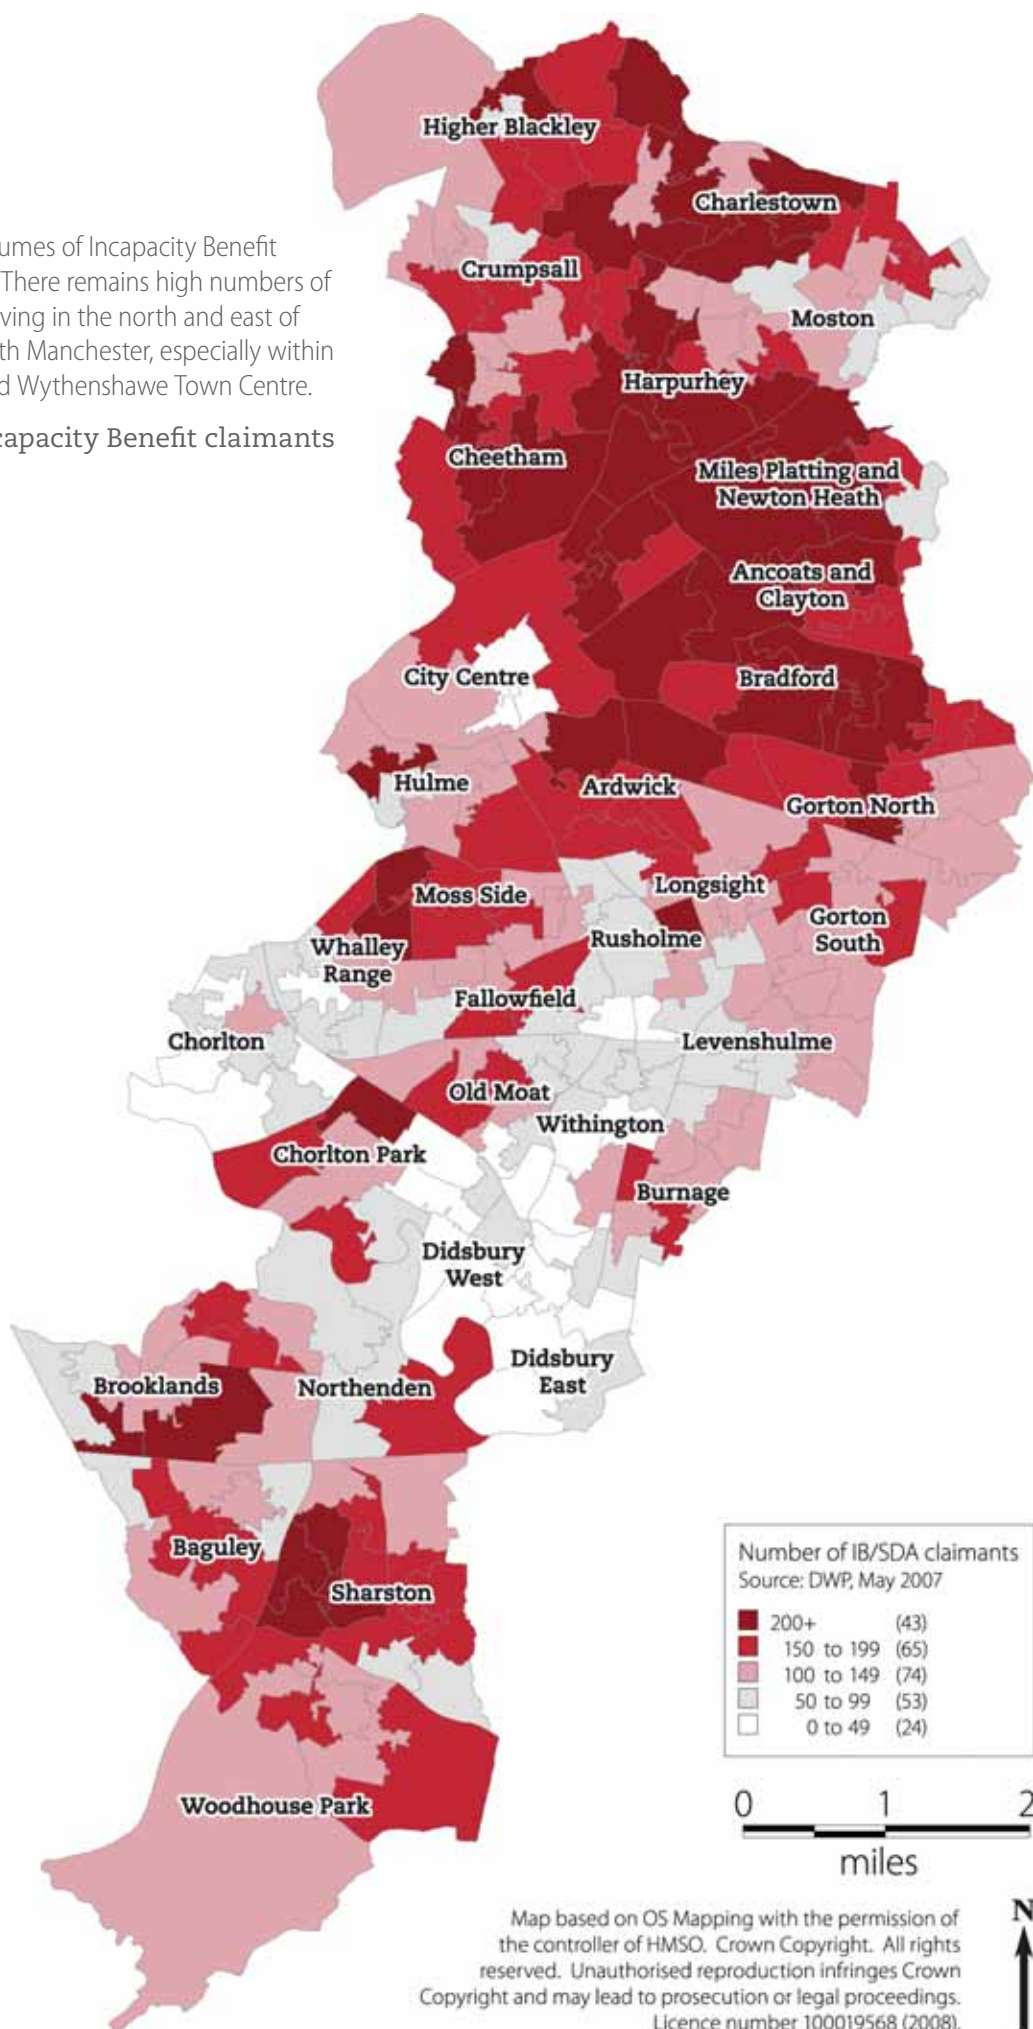 umes of Incapacity Benefit
There remains high numbers of
ving in the north and east of
th Manchester, especially within
d Wythenshawe Town Centre.
capacity Benefit claimants
Higher Blackley
Charlestown
Crumpsall
Moston
Harpurhey
Cheetham
Miles Platting and
Newton Heath
Ancoats and
Clayton
City Centre
Bradford
Hulme
Ardwick
Gorton North
Moss Side
Longsight
Gorton
South
Whalley
Range
Rusholme
Fallowfield
Chorlton
Levenshulme
Old Moat
Withington
Chorlton Park
Burnage
Didsbury
West
Didsbury
East
Brooklands
Northenden
Baguley
Sharston
Woodhouse Park
Number of IB/SDA claimants
Source: DWP, May 2007
200+ (43)
150 to 199 (65)
100 to 149 (74)
50 to 99 (53)
0 to 49 (24)
0 1 2
miles
N
Map based on OS Mapping with the permission of
the controller of HMSO. Crown Copyright. All rights
reserved. Unauthorised reproduction infringes Crown
Copyright and may lead to prosecution or legal proceedings.
Licence number 100019568 (2008).